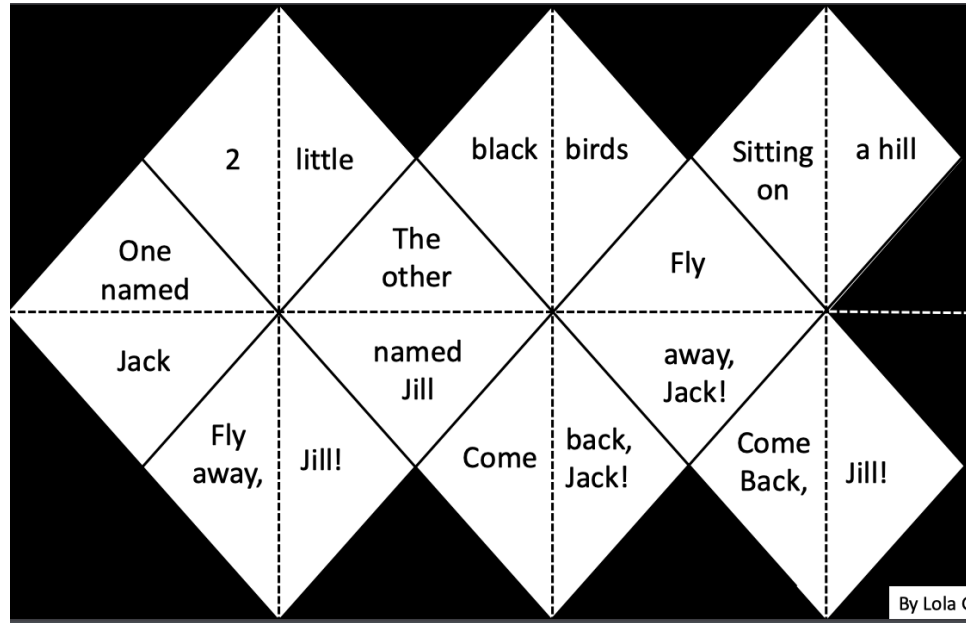 2 little
black birds
Sitting
on
a hill
One
named
The
other
Fly
Jack
named
Jill
away,
Jack!
Fly
away,
Jill!
Come
back,
Jack!
Come
Back,
Jill!
By Lola